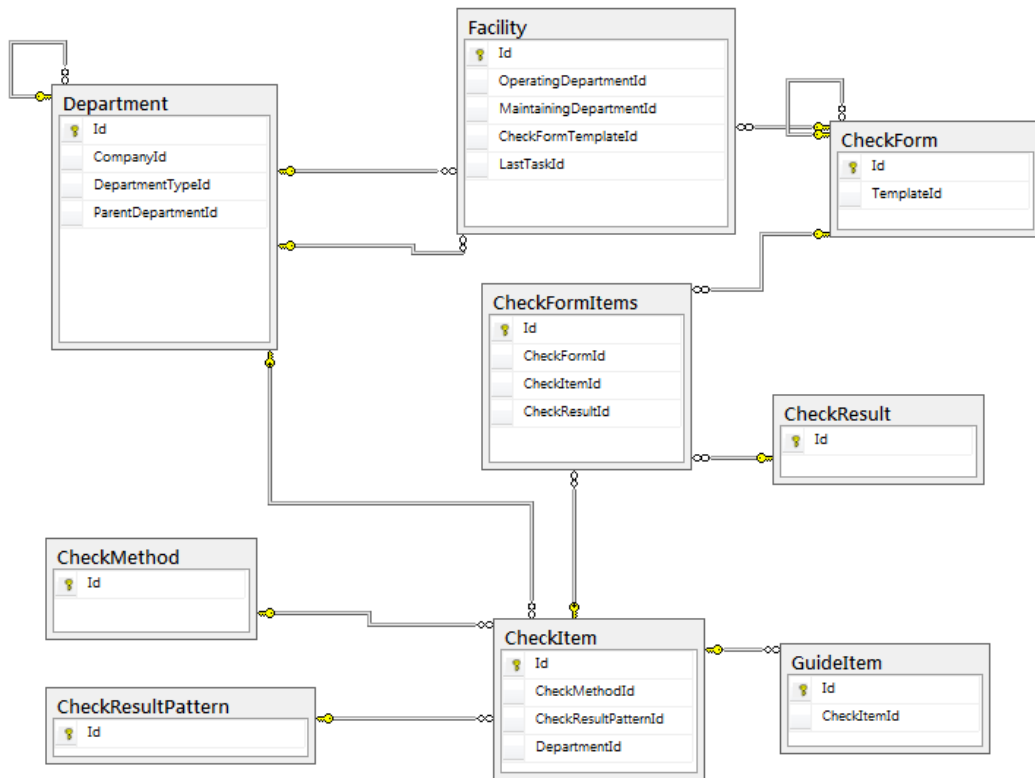 Facility
Id
OperatingDepartmentId
MaintainingDepartmentId
CheckFormTemplateId
LastTaskId
Department
Id
CompanyId
DepartmentTypeId
ParentDepartmentId
CheckForm
Id
TemplateId
CheckFormItems
Id
CheckFormId
CheckItemId
CheckResultId
CheckResult
Id
CheckMethod
Id
CheckItem
Id
CheckMethodId
CheckResultPatternId
DepartmentId
GuideItem
Id
CheckItemId
CheckResultPattern
Id